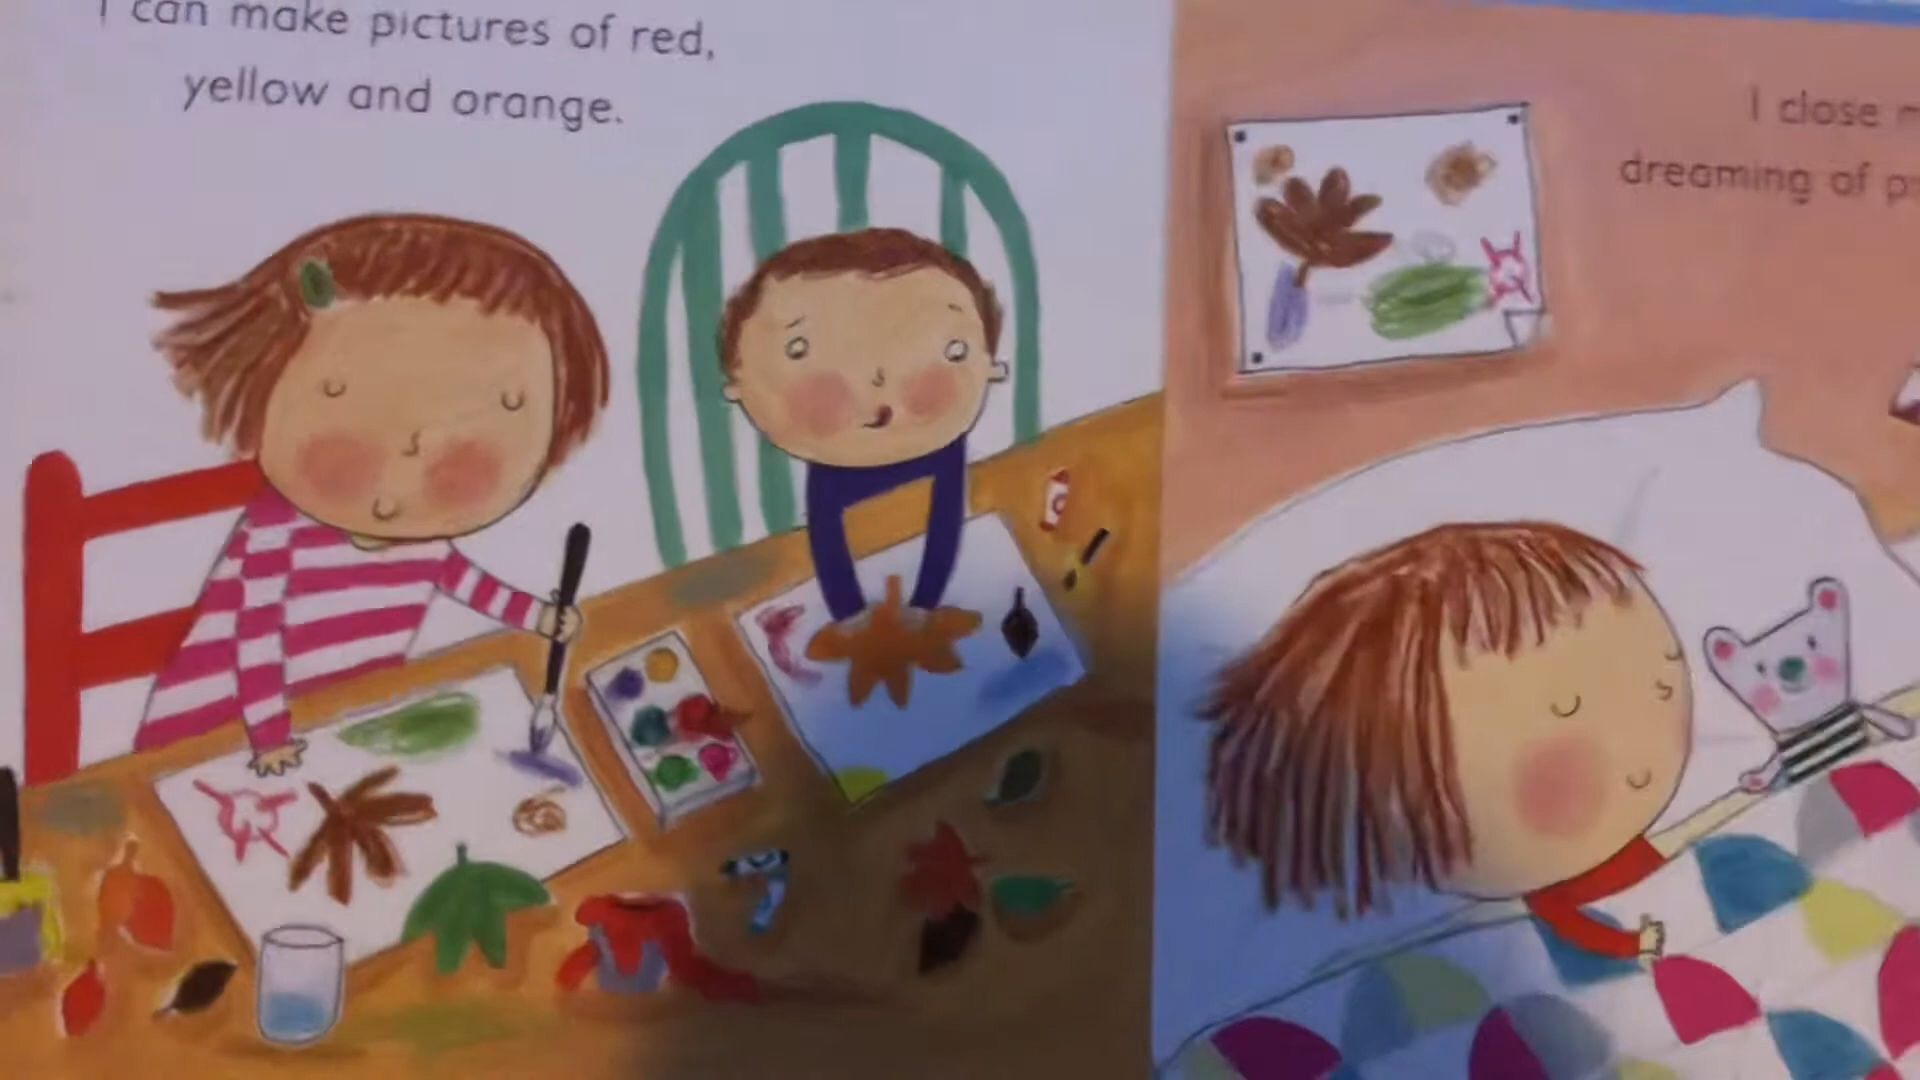 I can make pictures of red,
yellow and orange.
I close
dreaming of